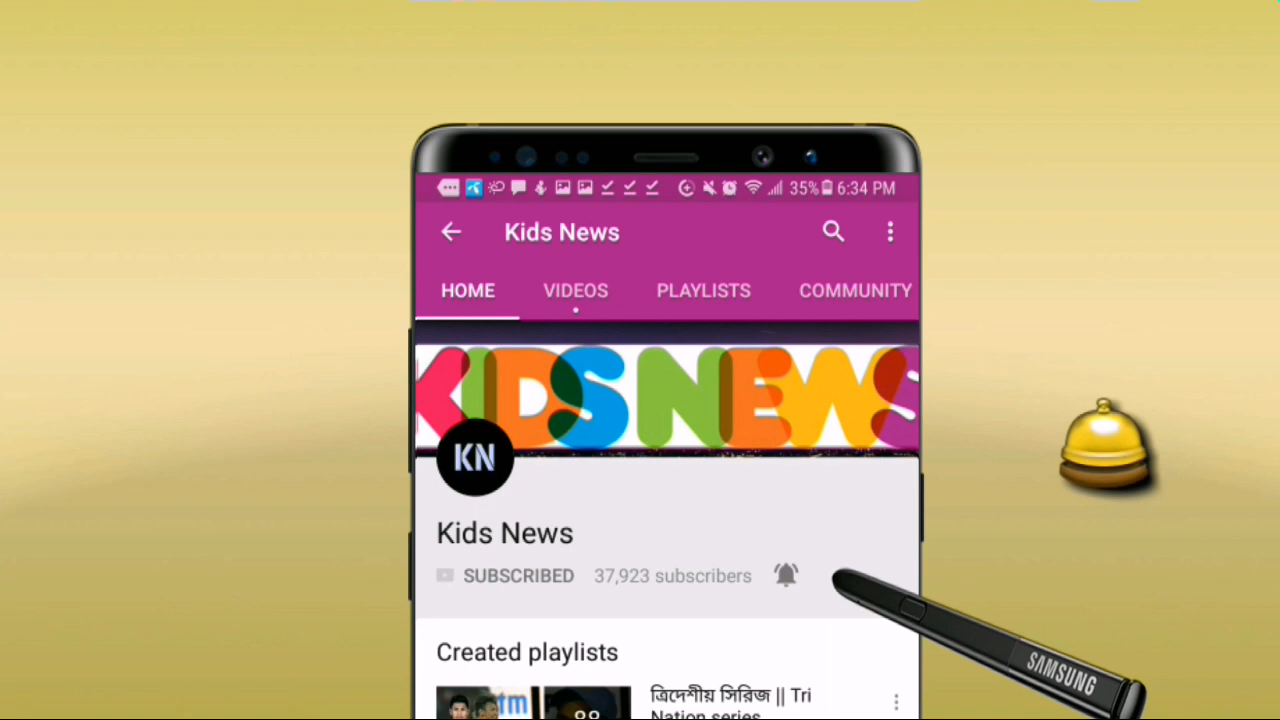 35% 6:34 PM
Kids News
HOME VIDEOS PLAYLISTS COMMUNITY
KIDS NEWS
KN
Kids News
SUBSCRIBED 37,923 subscribers
Created playlists
ত্রিদেশীয় সিরিজ || Tri
Nation series
SAMSUNG